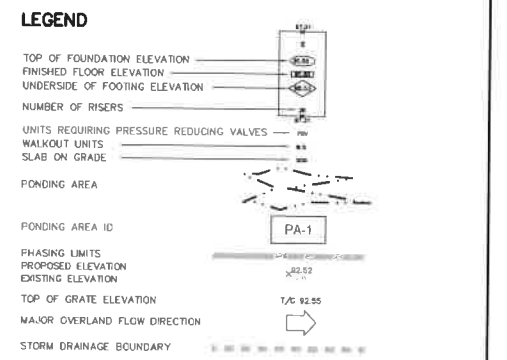 LEGEND
TOP OF FOUNDATION ELEVATION
FINISHED FLOOR ELEVATION
UNDERSIDE OF FOOTING ELEVATION
NUMBER OF RISERS
UNITS REQUIRING PRESSURE REDUCING VALVES
WALKOUT UNITS
SLAB ON GRADE
PONDING AREA
PONDING AREA ID
PA-1
PHASING LIMITS
PROPOSED ELEVATION
92.52
EXISTING ELEVATION
TOP OF GRATE ELEVATION
T/G 92.55
MAJOR OVERLAND FLOW DIRECTION
STORM DRAINAGE BOUNDARY